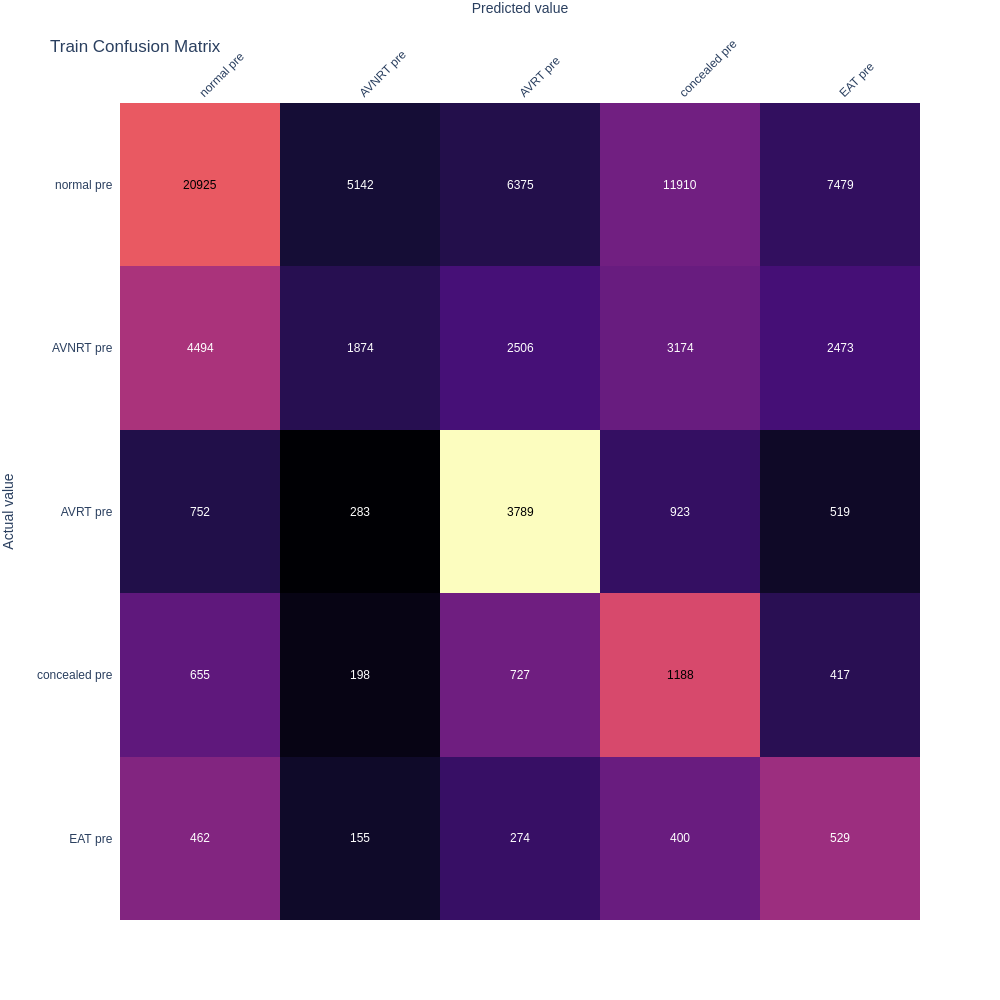 Predicted value
Train Confusion Matrix
normal pre AVNRT pre AVRT pre concealed pre EAT pre
normal pre 20925 5142 6375 11910 7479
AVNRT pre 4494 1874 2506 3174 2473
AVRT pre 752 283 3789 923 519
concealed pre 655 198 727 1188 417
EAT pre 462 155 274 400 529
Actual value